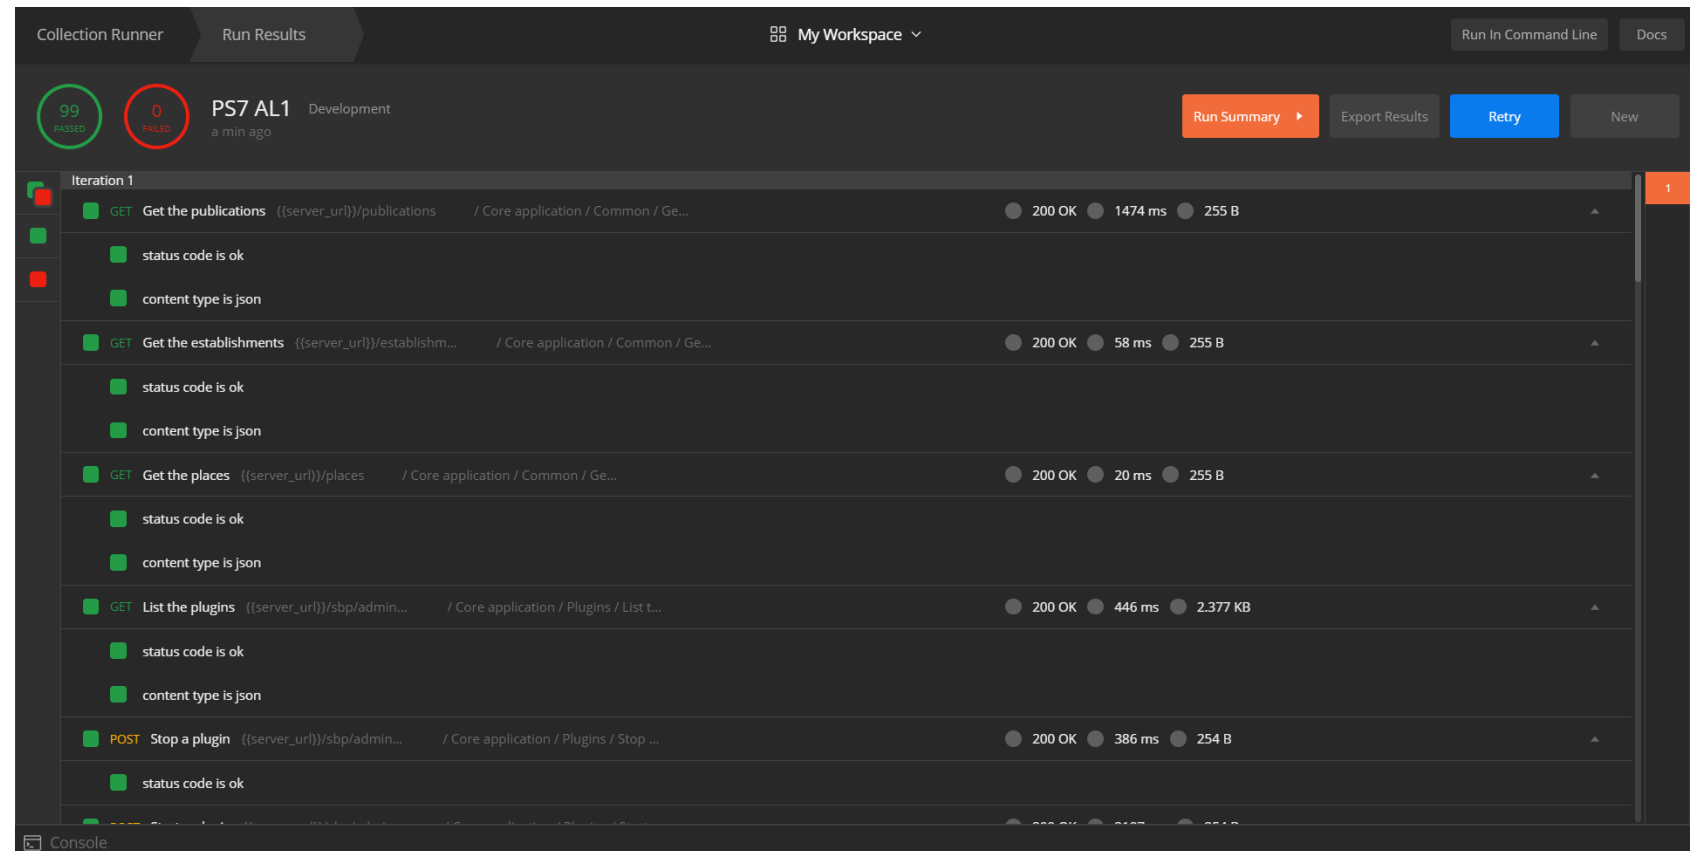 Collection Runner Run Results My Workspace Run In Command Line Docs
99 PASSED 0 FAILED PS7 AL1 Development Run Summary Export Results Retry New
a min ago
Iteration 1 1
GET Get the publications {{server_url}}/publications / Core application / Common / Ge... 200 OK 1474 ms 255 B
status code is ok
content type is json
GET Get the establishments {{server_url}}/establishm... / Core application / Common / Ge... 200 OK 58 ms 255 B
status code is ok
content type is json
GET Get the places {{server_url}}/places / Core application / Common / Ge... 200 OK 20 ms 255 B
status code is ok
content type is json
GET List the plugins {{server_url}}/sbp/admin... / Core application / Plugins / List t... 200 OK 446 ms 2.377 KB
status code is ok
content type is json
POST Stop a plugin {{server_url}}/sbp/admin... / Core application / Plugins / Stop ... 200 OK 386 ms 254 B
status code is ok
Console